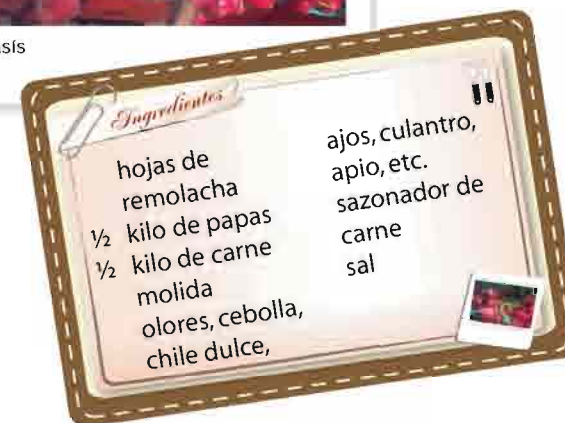 Ingredientes
hojas de
remolacha
½ kilo de papas
½ kilo de carne
molida
olores, cebolla,
chile dulce,
ajos, culantro,
apio, etc.
sazonador de
carne
sal